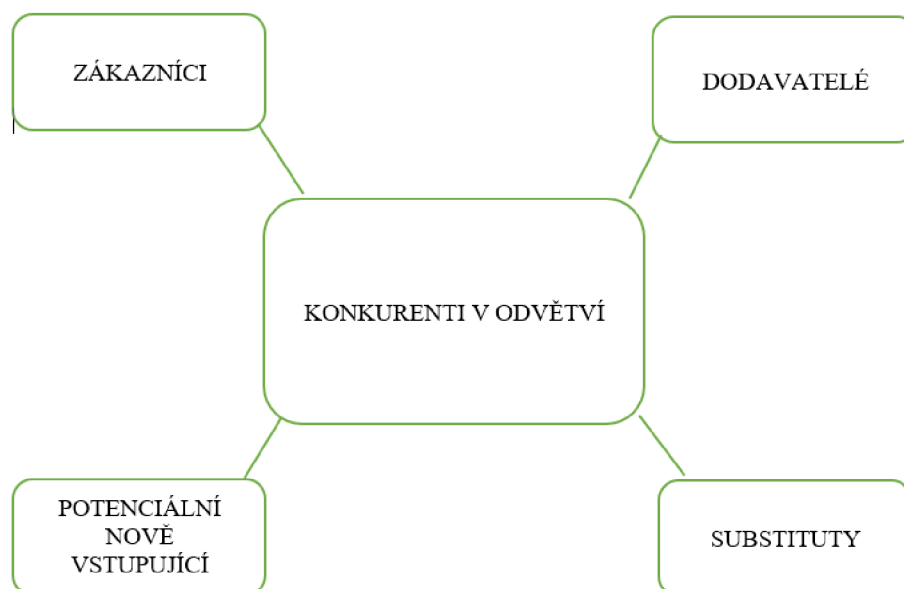 ZÁKAZNÍCI
DODAVATELÉ
KONKURENTI V ODVĚTVÍ
POTENCIÁLNÍ
NOVĚ
VSTUPUJÍCÍ
SUBSTITUTY